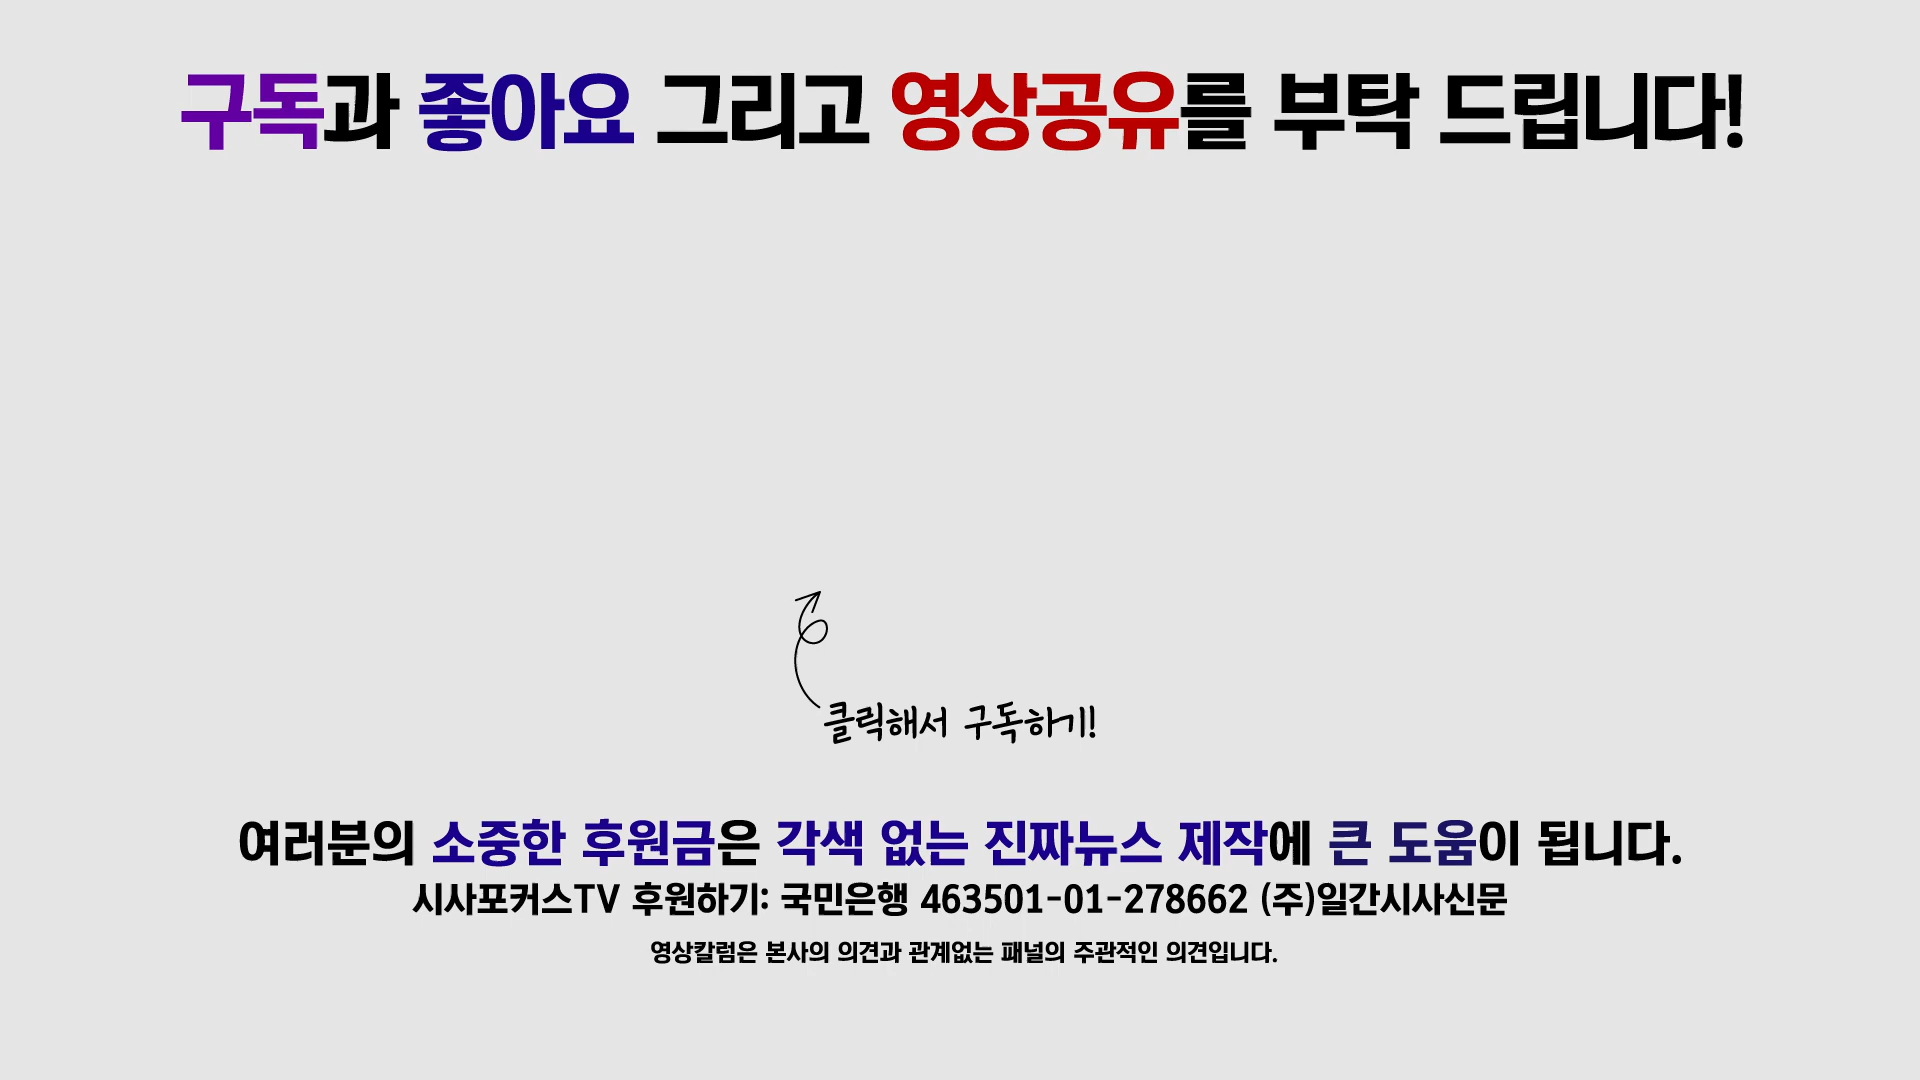 구독과 좋아요 그리고 영상공유를 부탁 드립니다!
클릭해서 구독하기!
여러분의 소중한 후원금은 각색 없는 진짜뉴스 제작에 큰 도움이 됩니다.
시사포커스TV 후원하기: 국민은행 463501-01-278662 (주)일간시사신문
영상칼럼은 본사의 의견과 관계없는 패널의 주관적인 의견입니다.